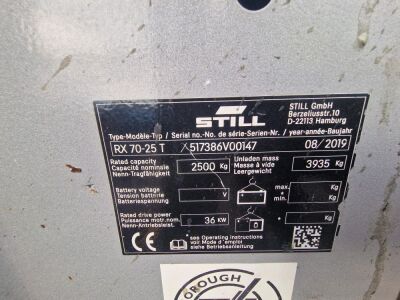 STILL
STILL GmbH
Berzeliusstr.10
D-22113 Hamburg
Type-Modèle-Typ / Serial no.-No. de série-Serien-Nr. / year-année-Baujahr
RX 70-25 T / 517386V00147 08/2019
Rated capacity
Capacité nominale
Nenn-Tragfähigkeit
2500 Kg
Unladen mass
Masse à vide
Leergewicht
3935 Kg
Battery voltage
Tension batterie
Batteriespannung
V
max. Kg
*
min. Kg
Rated drive power
Puissance motr.nom.
Nenn-Antriebsleist.
36 KW
Kg
CE
*see Operating instructions
voir Mode d'emploi
siehe Betriebsanleitung
OROUGH